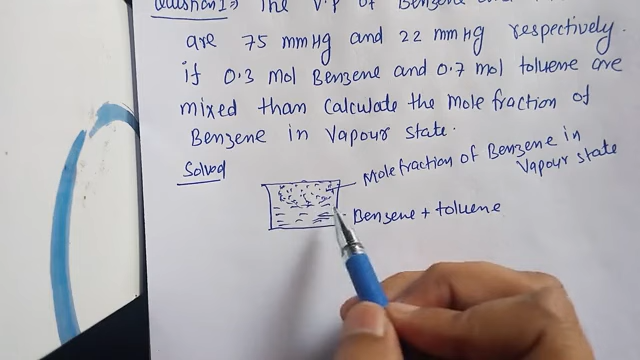 Question 1 ⇒ The V.P of Benzene
are 75 mmHg and 22 mmHg respectively.
if 0.3 mol Benzene and 0.7 mol toluene are
mixed than calculate the Mole fraction of
Benzene in Vapour state.
Solved
Mole fraction of Benzene in
Vapour state
Benzene + toluene